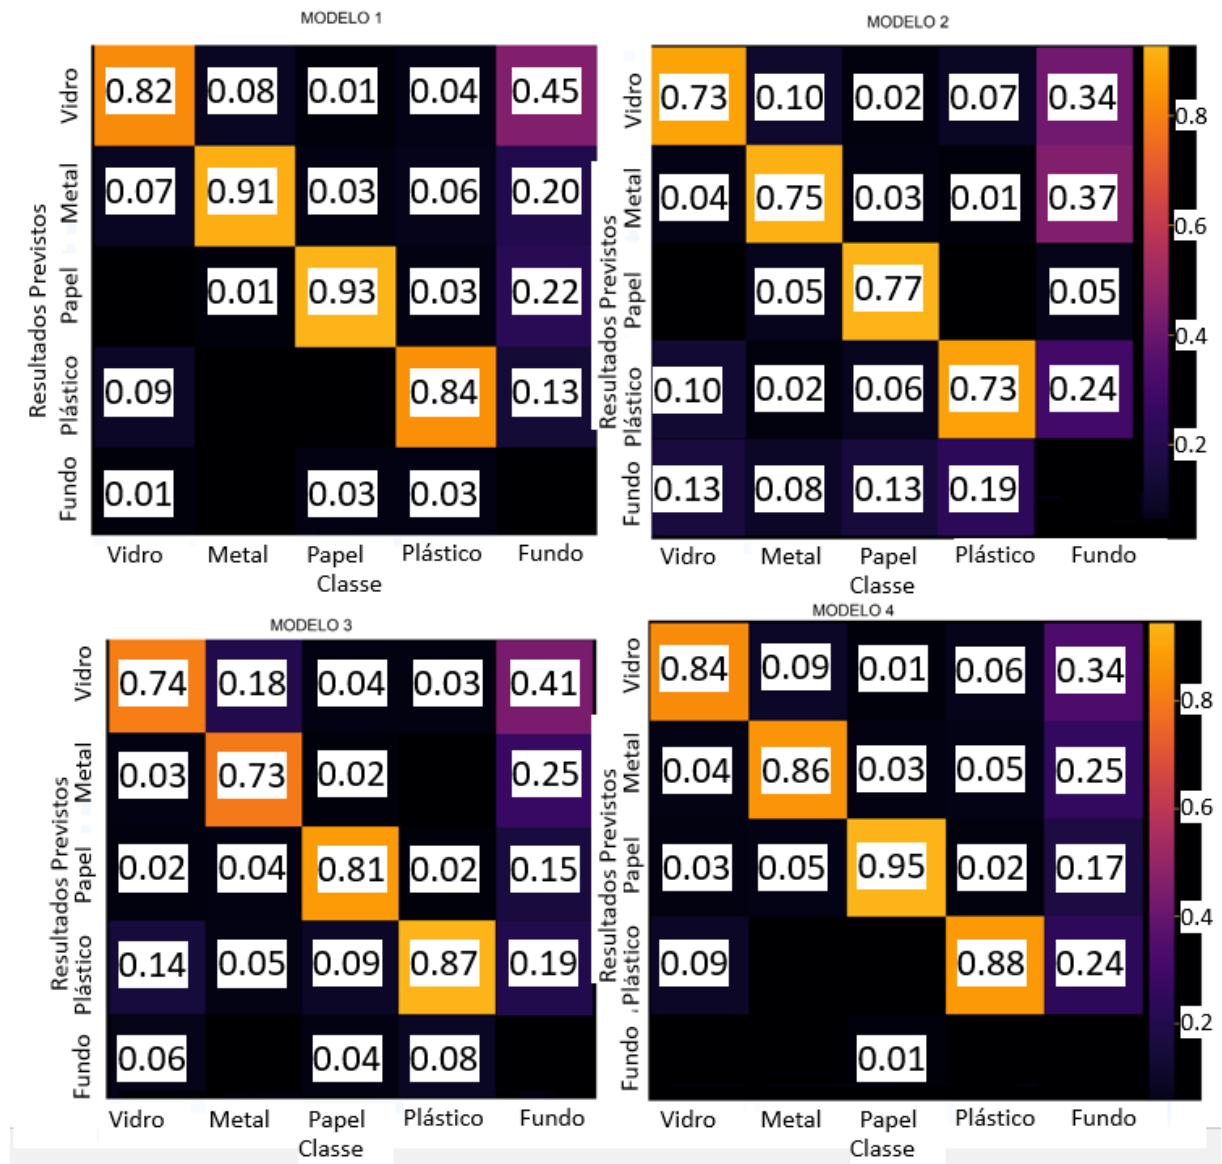 MODELO 1
Resultados Previstos
Vidro 0.82 0.08 0.01 0.04 0.45
Metal 0.07 0.91 0.03 0.06 0.20
Papel 0.01 0.93 0.03 0.22
Plástico 0.09 0.84 0.13
Fundo 0.01 0.03 0.03
Vidro Metal Papel Plástico Fundo
Classe
MODELO 2
Resultados Previstos
Vidro 0.73 0.10 0.02 0.07 0.34
Metal 0.04 0.75 0.03 0.01 0.37
Papel 0.05 0.77 0.05
Plástico 0.10 0.02 0.06 0.73 0.24
Fundo 0.13 0.08 0.13 0.19
Vidro Metal Papel Plástico Fundo
Classe
0.8
0.6
0.4
0.2
MODELO 3
Resultados Previstos
Vidro 0.74 0.18 0.04 0.03 0.41
Metal 0.03 0.73 0.02 0.25
Papel 0.02 0.04 0.81 0.02 0.15
Plástico 0.14 0.05 0.09 0.87 0.19
Fundo 0.06 0.04 0.08
Vidro Metal Papel Plástico Fundo
Classe
MODELO 4
Resultados Previstos
Vidro 0.84 0.09 0.01 0.06 0.34
Metal 0.04 0.86 0.03 0.05 0.25
Papel 0.03 0.05 0.95 0.02 0.17
Plástico 0.09 0.88 0.24
Fundo 0.01
Vidro Metal Papel Plástico Fundo
Classe
0.8
0.6
0.4
0.2